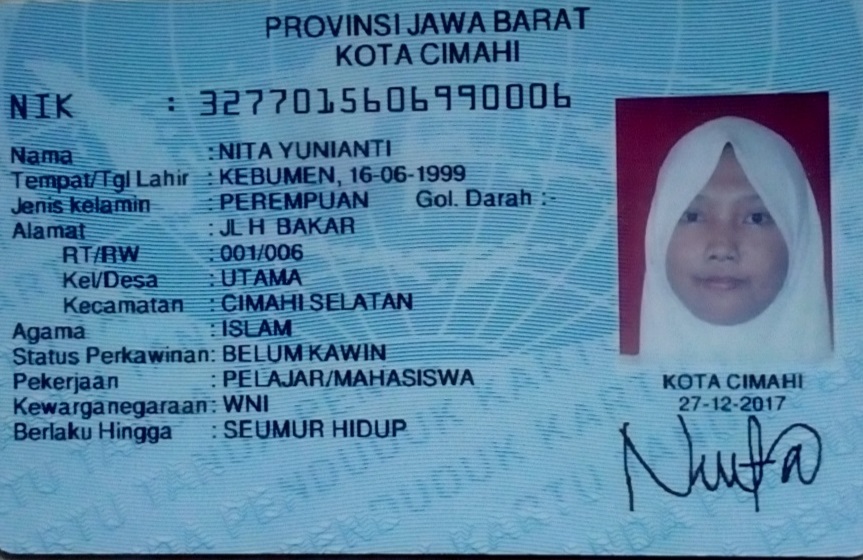 PROVINSI JAWA BARAT
KOTA CIMAHI
NIK : 3277015606990006
Nama : NITA YUNIANTI
Tempat/Tgl Lahir : KEBUMEN, 16-06-1999
Jenis kelamin : PEREMPUAN Gol. Darah :-
Alamat : JL H BAKAR
RT/RW : 001/006
Kel/Desa : UTAMA
Kecamatan : CIMAHI SELATAN
Agama : ISLAM
Status Perkawinan: BELUM KAWIN
Pekerjaan : PELAJAR/MAHASISWA
Kewarganegaraan: WNI
Berlaku Hingga : SEUMUR HIDUP
KOTA CIMAHI
27-12-2017